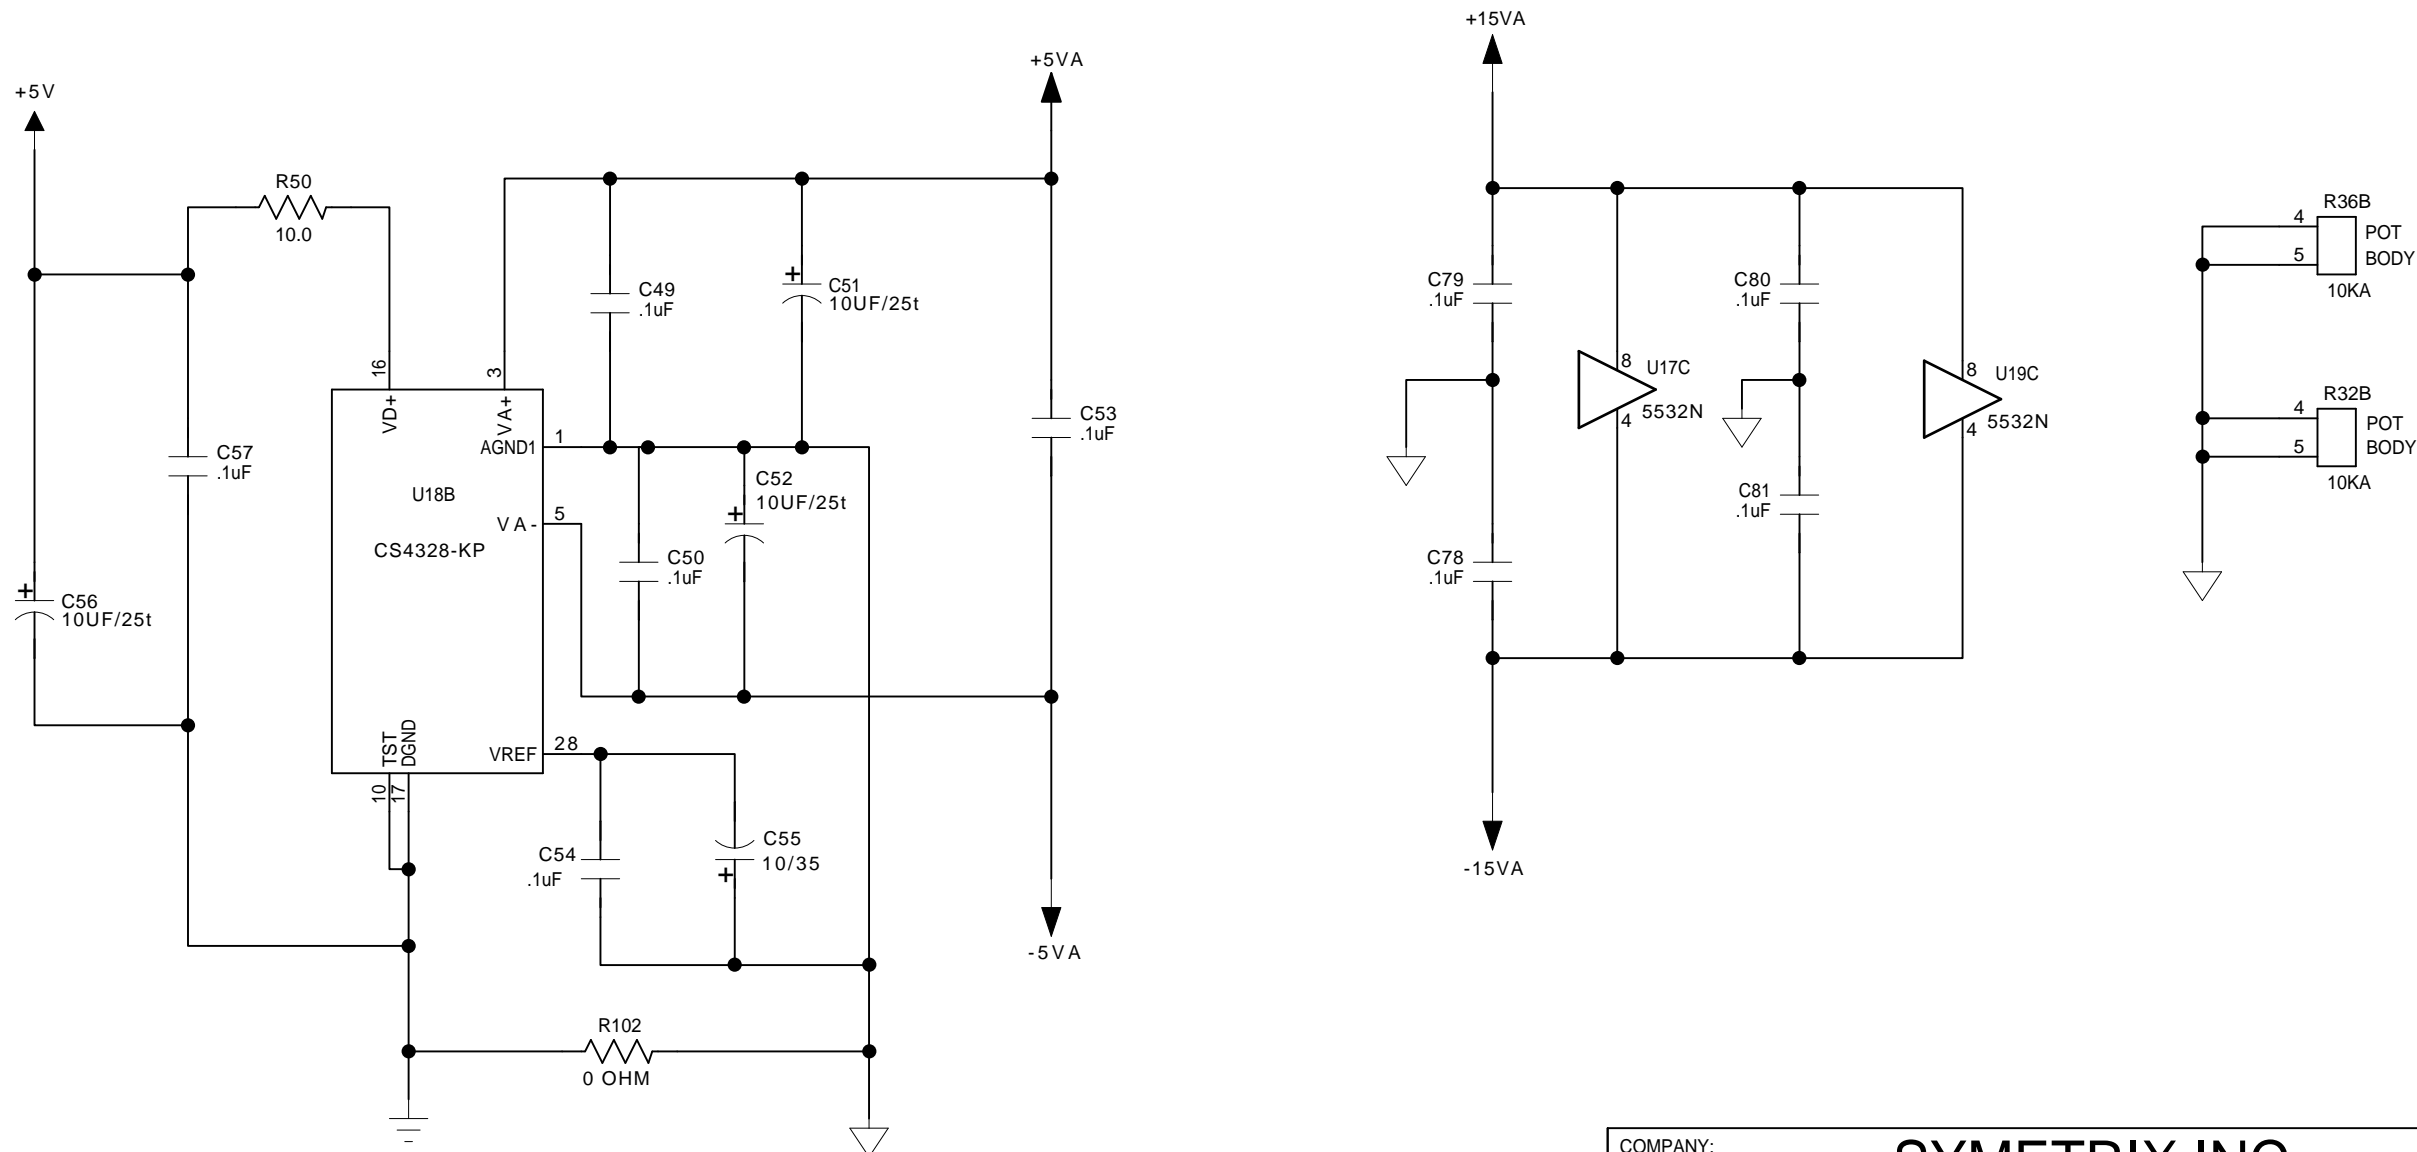 +15VA
+5VA
+5V
R50
10.0
C49
.1uF
+
C51
10UF/25t
16
3
VD+
VA+
AGND1
1
C57
.1uF
U18B
CS4328-KP
VA-
5
C52
10UF/25t
+
C53
.1uF
C50
.1uF
+
C56
10UF/25t
TST
DGND
10
17
VREF
28
C54
.1uF
C55
10/35
+
-5VA
R102
0 OHM
C79
.1uF
C80
.1uF
8
U17C
5532N
4
8
U19C
5532N
4
C81
.1uF
C78
.1uF
-15VA
R36B
4
POT
5
BODY
10KA
R32B
4
POT
5
BODY
10KA
COMPANY:
SYMETRIX INC